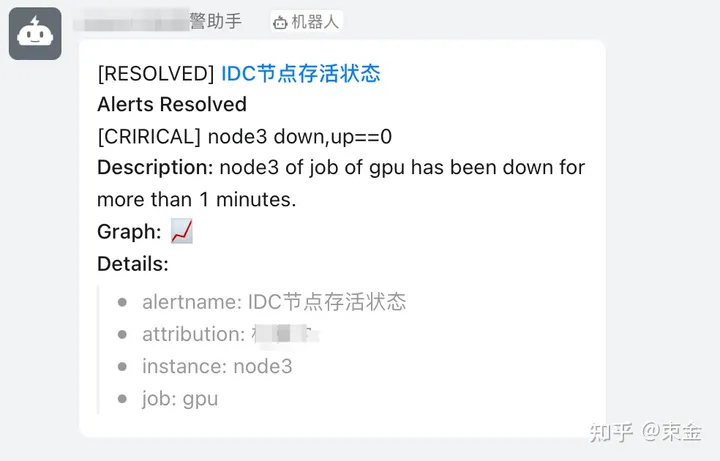 警助手 机器人
[RESOLVED] IDC节点存活状态
Alerts Resolved
[CRIRICAL] node3 down,up==0
Description: node3 of job of gpu has been down for
more than 1 minutes.
Graph:
Details:
alertname: IDC节点存活状态
attribution:
instance: node3
job: gpu
知乎 @束金